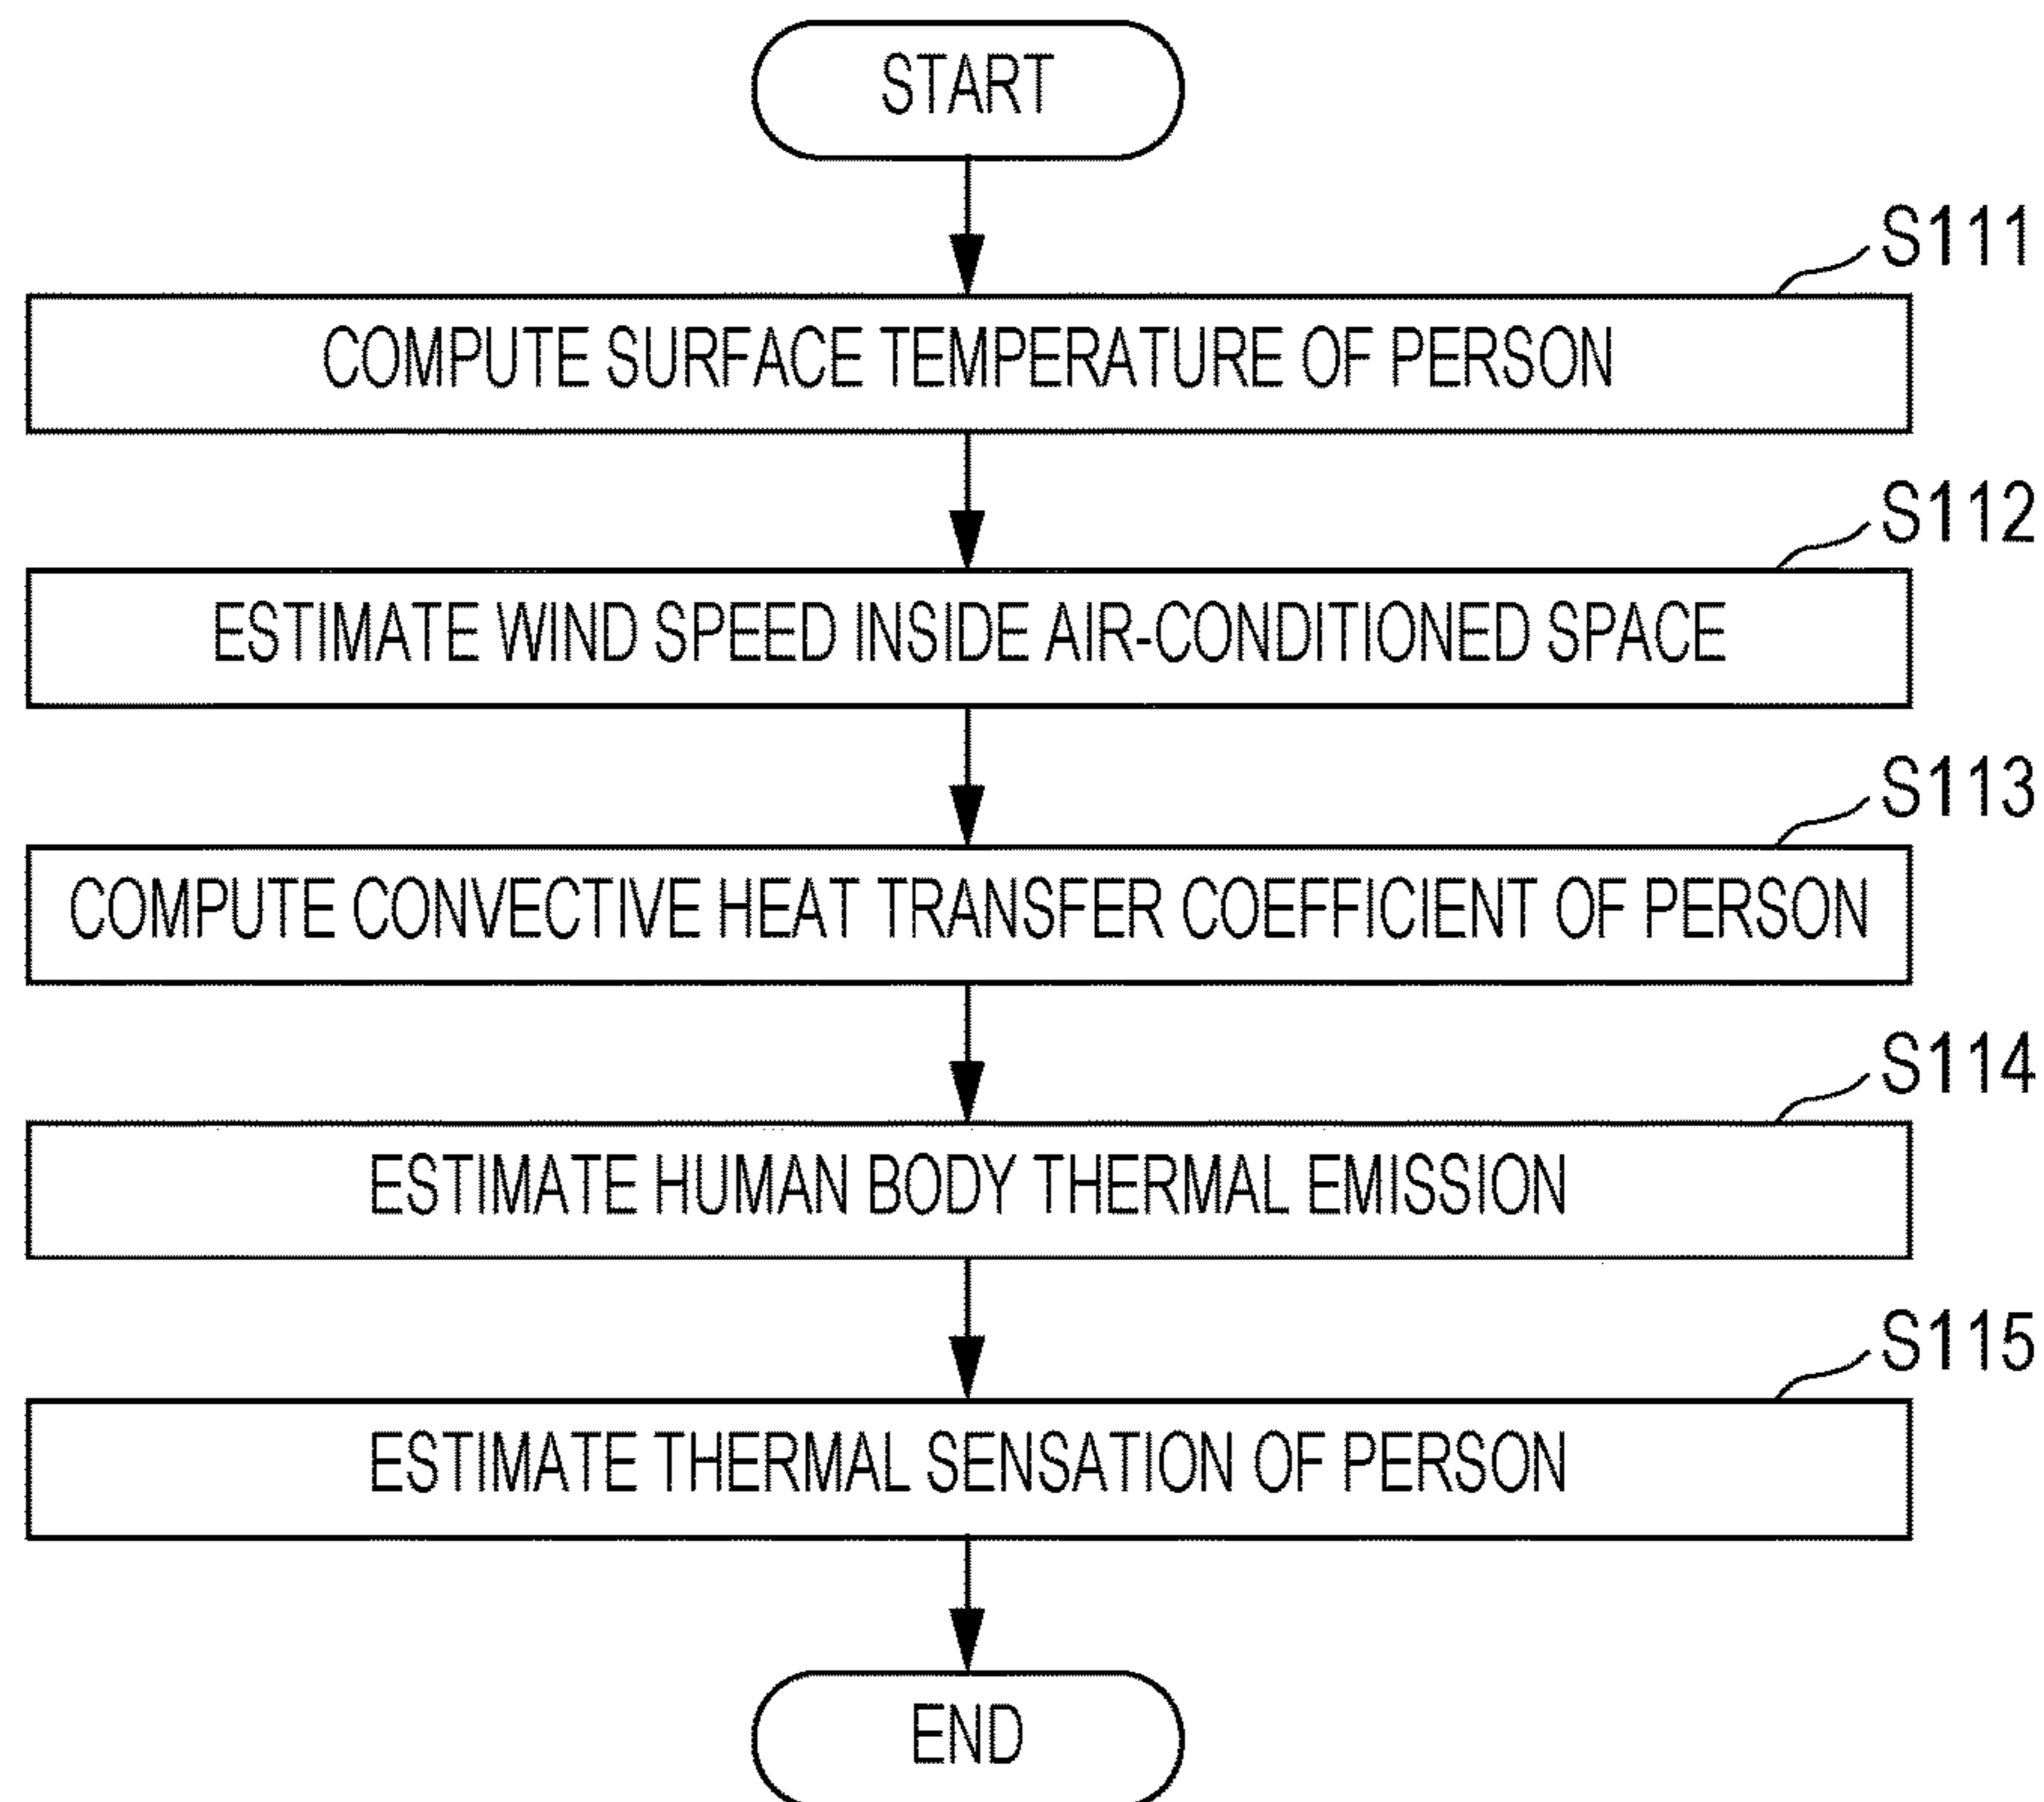 START
S111
COMPUTE SURFACE TEMPERATURE OF PERSON
S112
ESTIMATE WIND SPEED INSIDE AIR-CONDITIONED SPACE
S113
COMPUTE CONVECTIVE HEAT TRANSFER COEFFICIENT OF PERSON
S114
ESTIMATE HUMAN BODY THERMAL EMISSION
S115
ESTIMATE THERMAL SENSATION OF PERSON
END